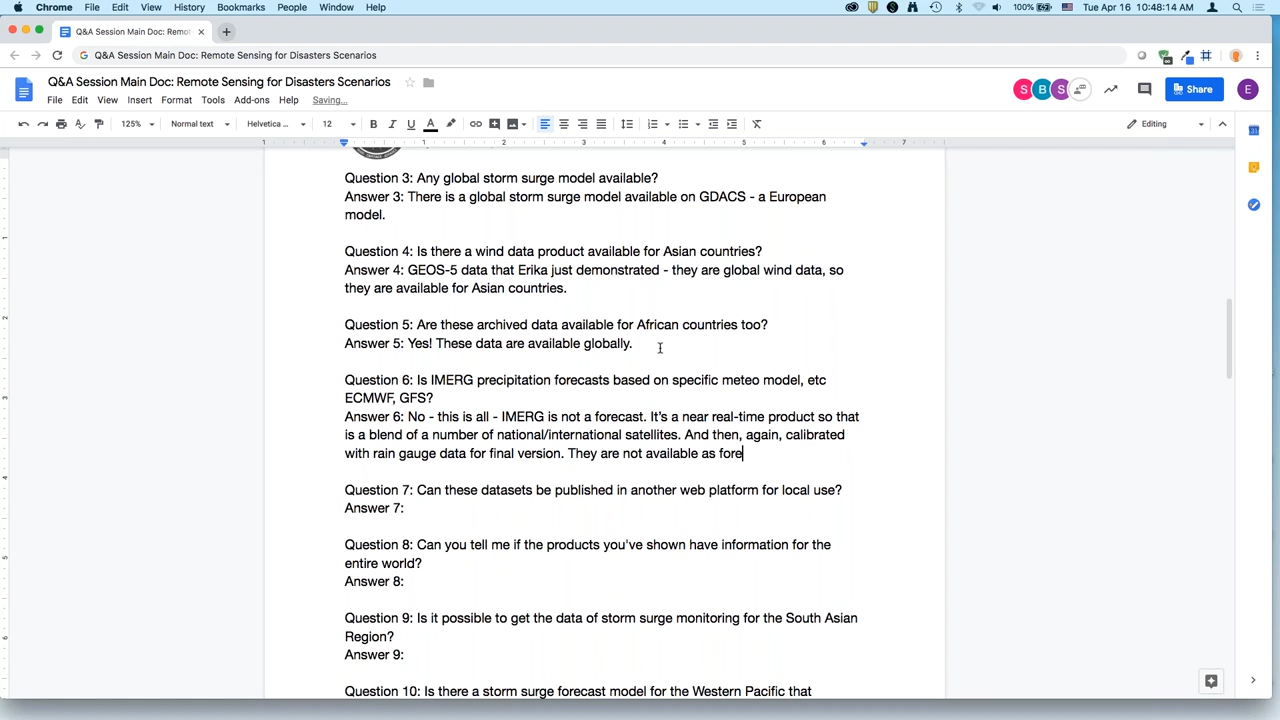 Chrome File Edit View History Bookmarks People Window Help 100% Tue Apr 16 10:48:14 AM
Q&A Session Main Doc: Remot
Q&A Session Main Doc: Remote Sensing for Disasters Scenarios
Q&A Session Main Doc: Remote Sensing for Disasters Scenarios
S B S Share E
File Edit View Insert Format Tools Add-ons Help Saving...
125% Normal text Helvetica ... 12 B I U A Editing
1 1 2 3 4 5 6 7
Question 3: Any global storm surge model available?
Answer 3: There is a global storm surge model available on GDACS - a European
model.
Question 4: Is there a wind data product available for Asian countries?
Answer 4: GEOS-5 data that Erika just demonstrated - they are global wind data, so
they are available for Asian countries.
Question 5: Are these archived data available for African countries too?
Answer 5: Yes! These data are available globally.
Question 6: Is IMERG precipitation forecasts based on specific meteo model, etc
ECMWF, GFS?
Answer 6: No - this is all - IMERG is not a forecast. It's a near real-time product so that
is a blend of a number of national/international satellites. And then, again, calibrated
with rain gauge data for final version. They are not available as fore
Question 7: Can these datasets be published in another web platform for local use?
Answer 7:
Question 8: Can you tell me if the products you've shown have information for the
entire world?
Answer 8:
Question 9: Is it possible to get the data of storm surge monitoring for the South Asian
Region?
Answer 9:
Question 10: Is there a storm surge forecast model for the Western Pacific that